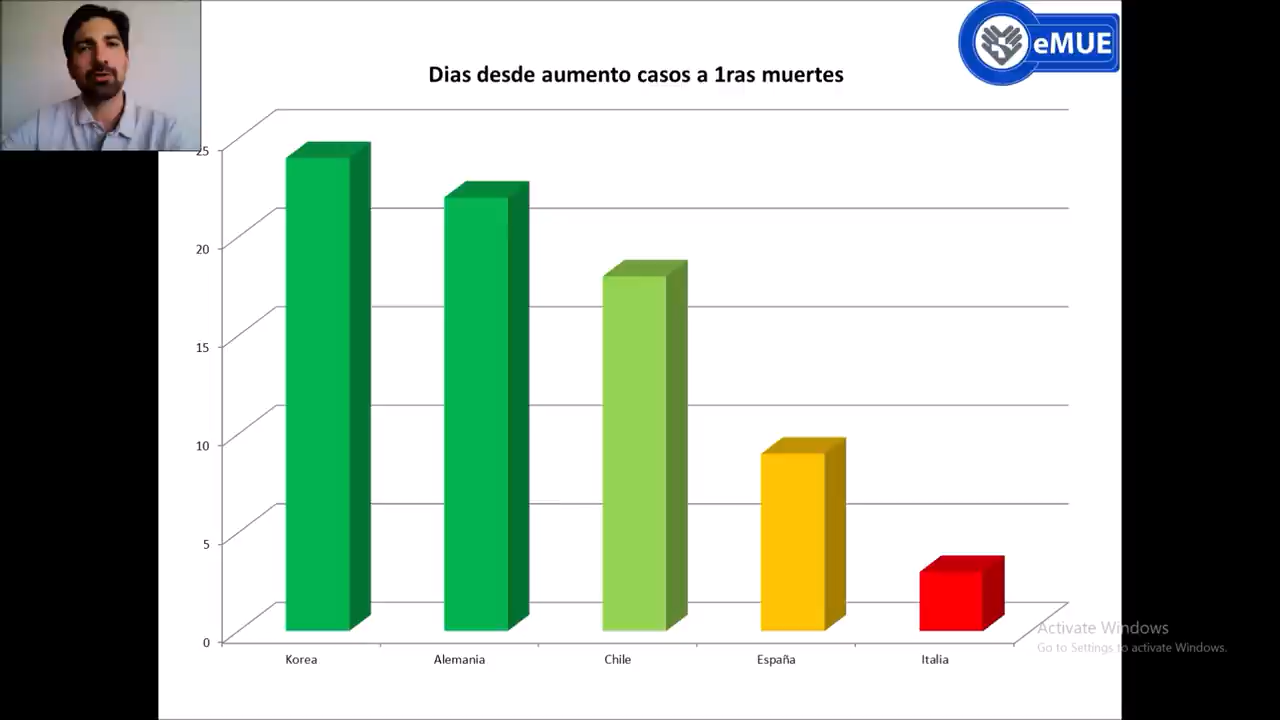 eMUE
Dias desde aumento casos a 1ras muertes
25
20
15
10
5
0
Korea
Alemania
Chile
España
Italia
Activate Windows
Go to Settings to activate Windows.